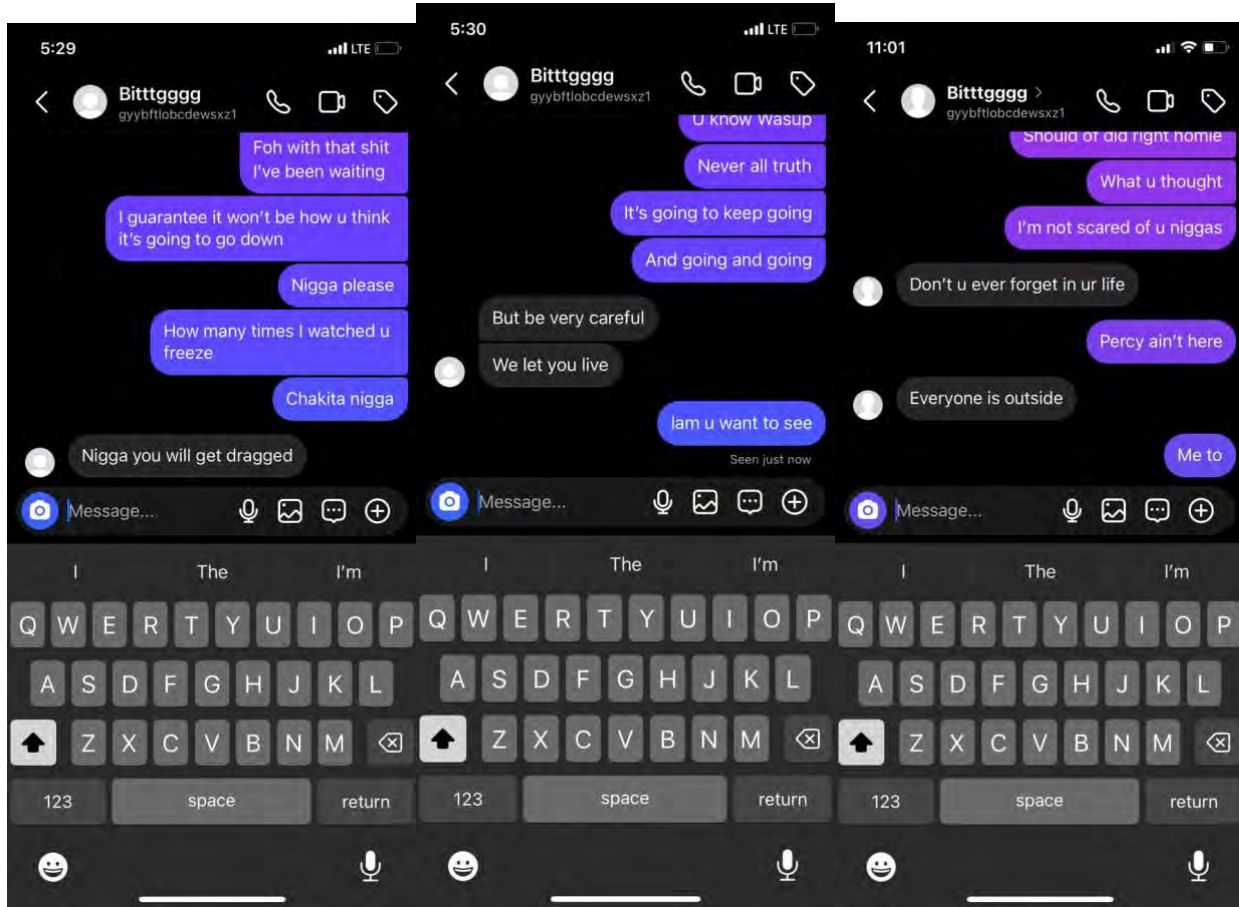 5:29
LTE
Bitttgggg
gyybftlobcdewsxz1
Foh with that shit
I've been waiting
I guarantee it won't be how u think
it's going to go down
Nigga please
How many times I watched u
freeze
Chakita nigga
Nigga you will get dragged
Message....
I The I'm
Q W E R T Y U I O P
A S D F G H J K L
Z X C V B N M
123 space return
5:30
LTE
Bitttgggg
gyybftlobcdewsxz1
U know Wasup
Never all truth
It's going to keep going
And going and going
But be very careful
We let you live
Iam u want to see
Seen just now
Message...
I The I'm
Q W E R T Y U I O P
A S D F G H J K L
Z X C V B N M
123 space return
11:01
Bitttgggg >
gyybftlobcdewsxz1
Should of did right homie
What u thought
I'm not scared of u niggas
Don't u ever forget in ur life
Percy ain't here
Everyone is outside
Me to
Message...
I The I'm
Q W E R T Y U I O P
A S D F G H J K L
Z X C V B N M
123 space return